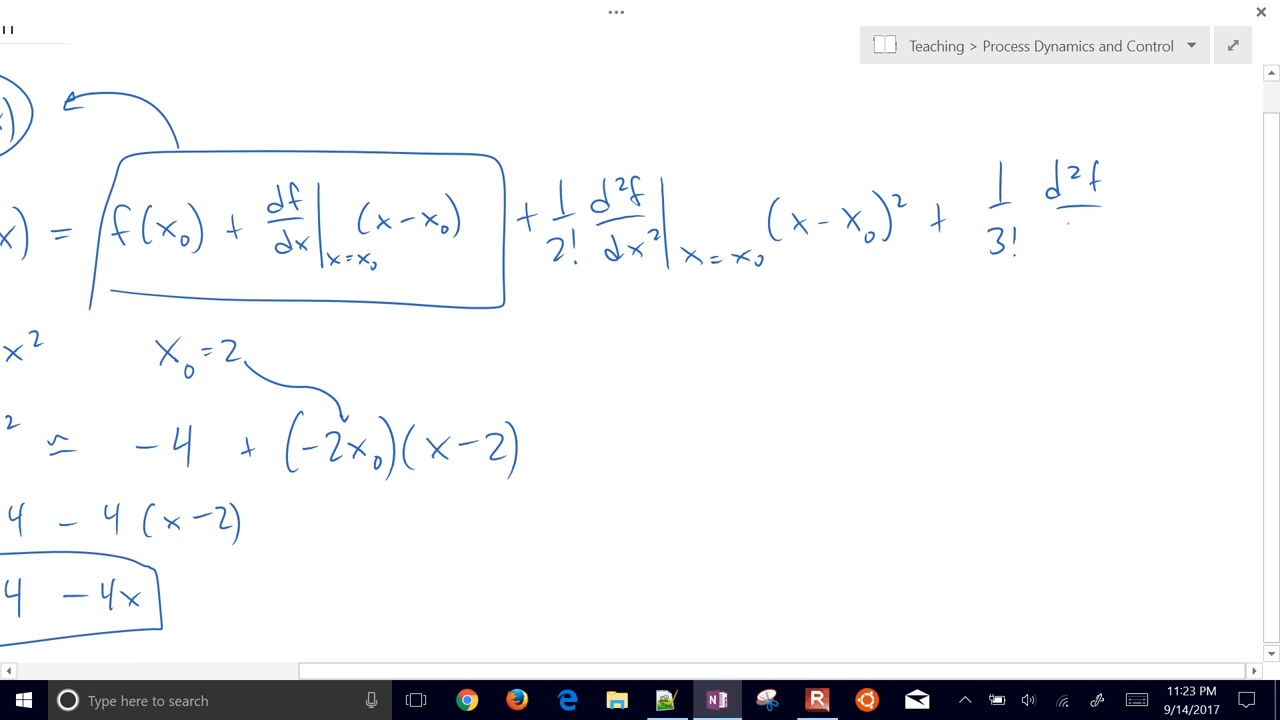 Teaching > Process Dynamics and Control
x)
x) = f(x₀) + df/dx |ₓ₌ₓ₀ (x - x₀) + 1/2! d²f/dx² |ₓ₌ₓ₀ (x - x₀)² + 1/3! d²f
x² x₀ = 2
² ≃ -4 + (-2x₀)(x-2)
4 - 4 (x-2)
4 - 4x
Type here to search
11:23 PM
9/14/2017